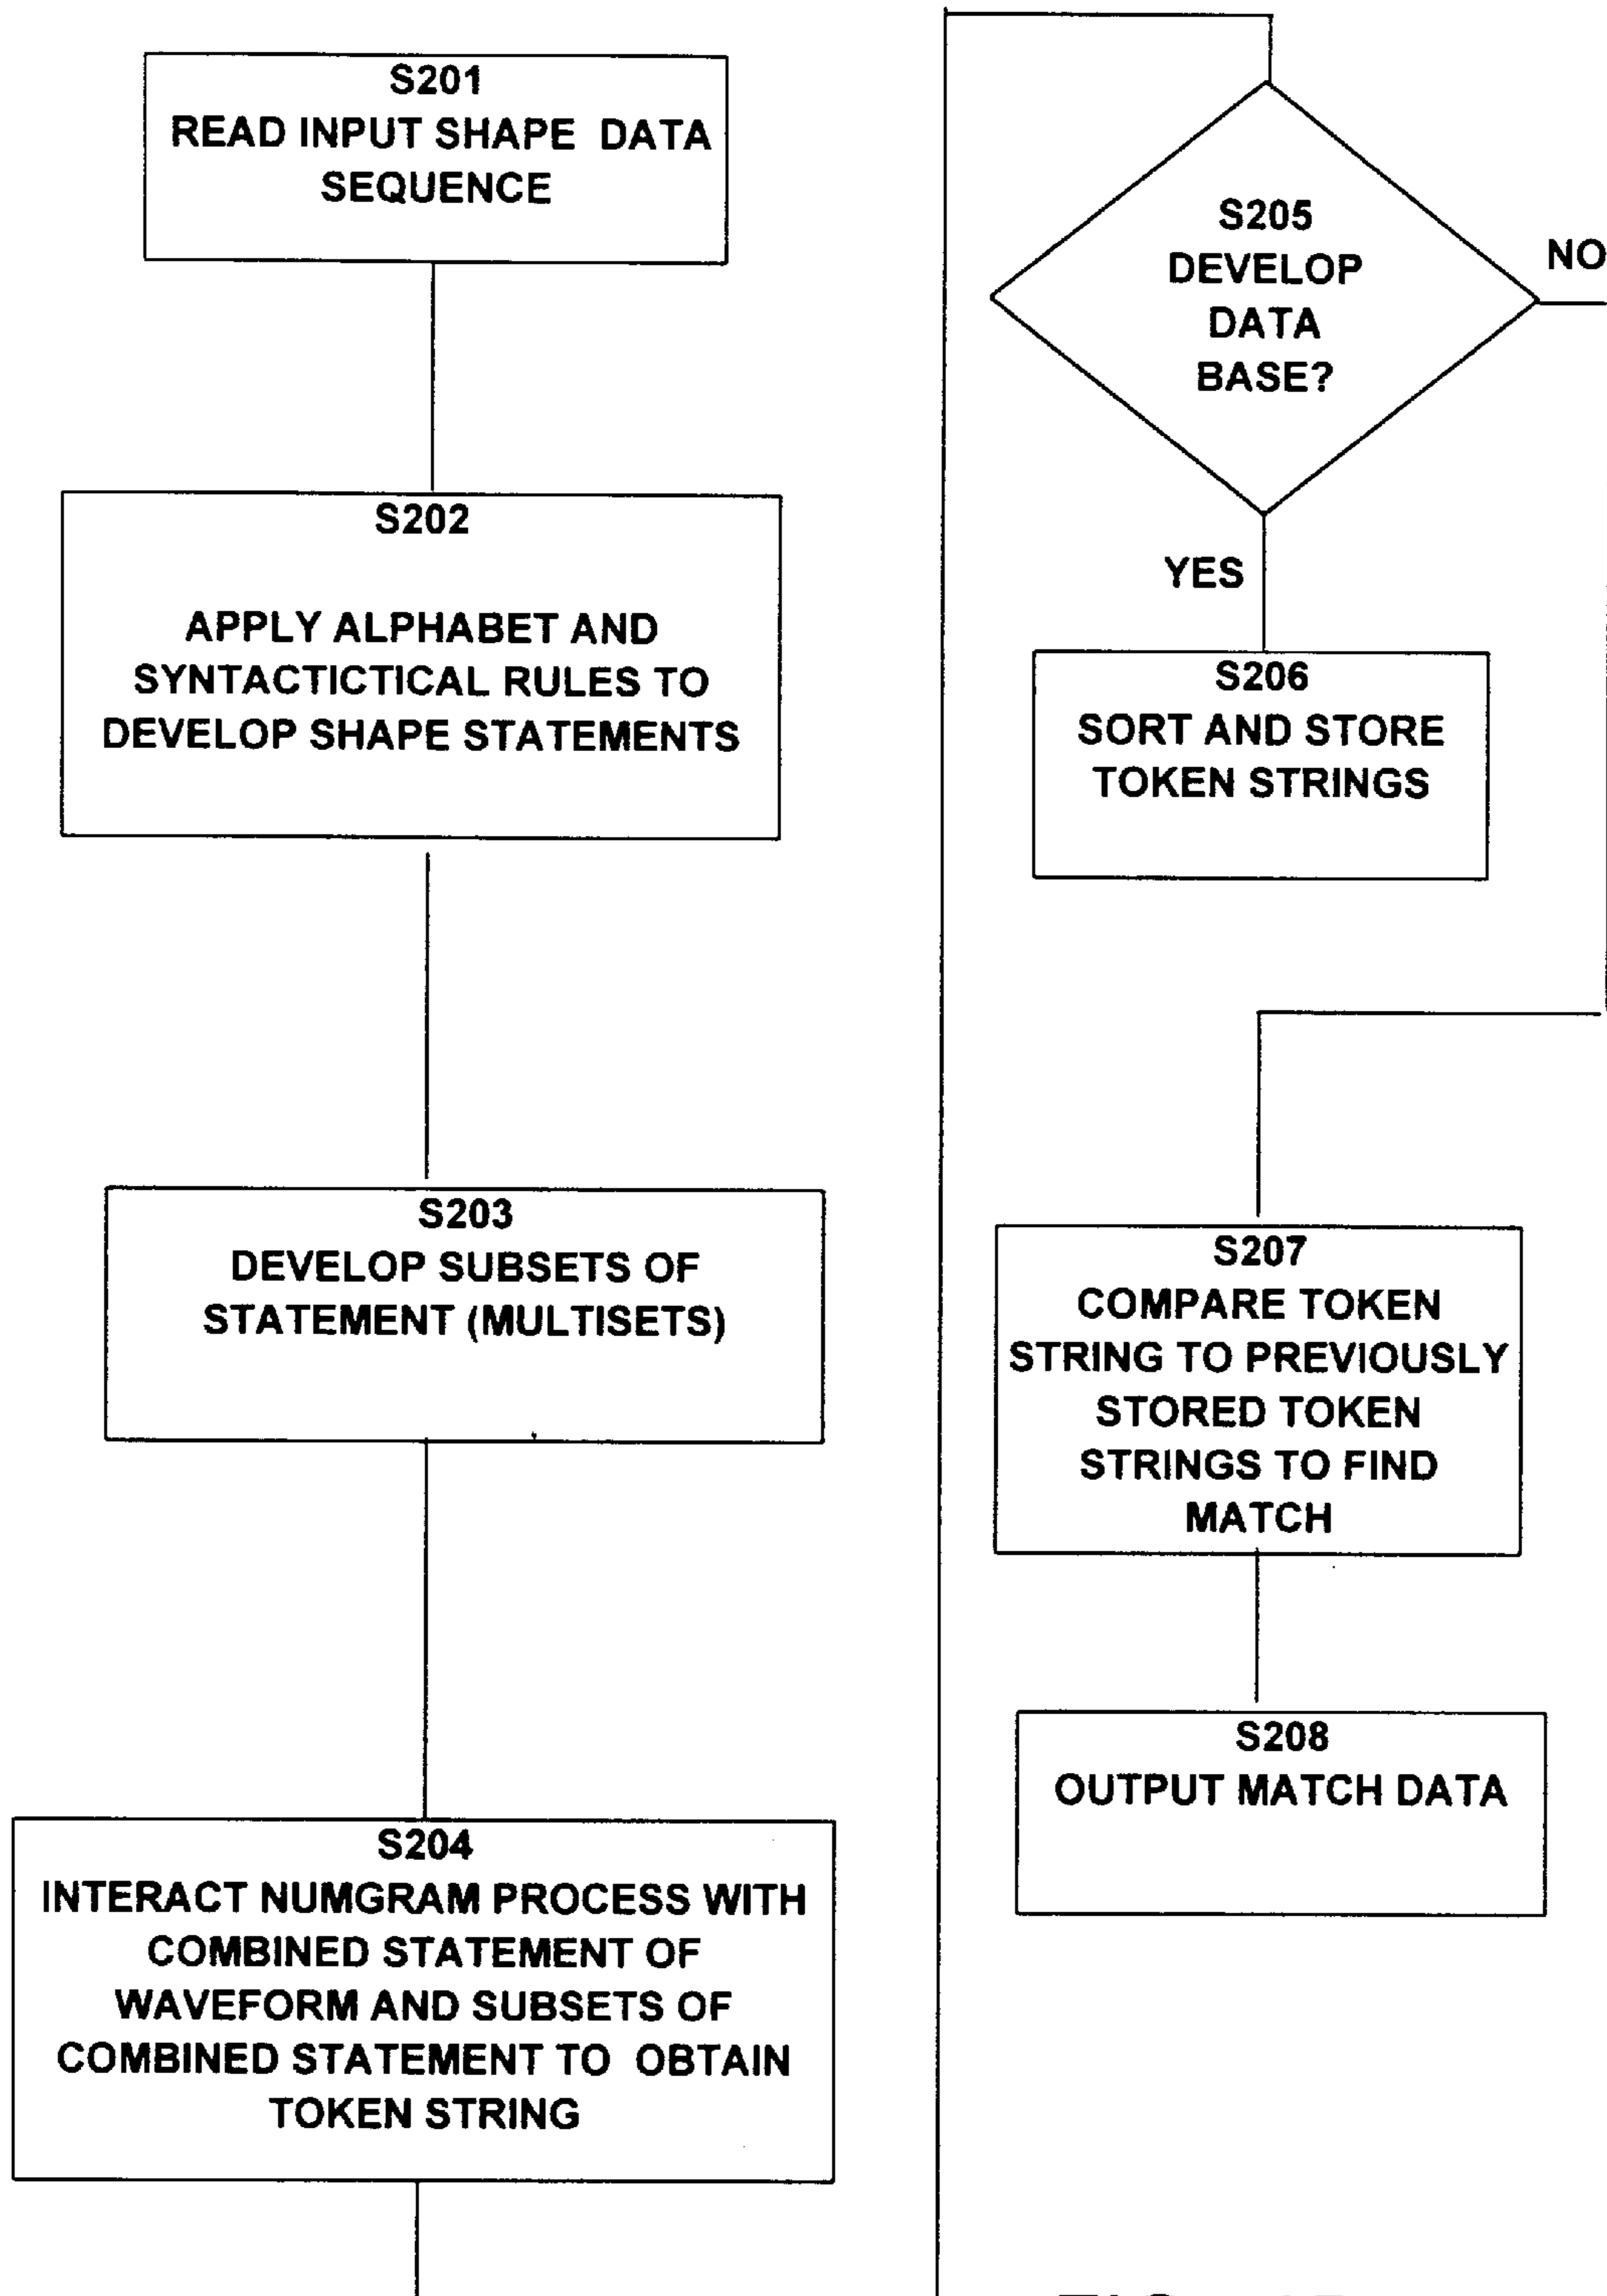 S201
READ INPUT SHAPE DATA
SEQUENCE
S202
APPLY ALPHABET AND
SYNTACTICTICAL RULES TO
DEVELOP SHAPE STATEMENTS
S203
DEVELOP SUBSETS OF
STATEMENT (MULTISETS)
S204
INTERACT NUMGRAM PROCESS WITH
COMBINED STATEMENT OF
WAVEFORM AND SUBSETS OF
COMBINED STATEMENT TO OBTAIN
TOKEN STRING
S205
DEVELOP
DATA
BASE?
NO
YES
S206
SORT AND STORE
TOKEN STRINGS
S207
COMPARE TOKEN
STRING TO PREVIOUSLY
STORED TOKEN
STRINGS TO FIND
MATCH
S208
OUTPUT MATCH DATA